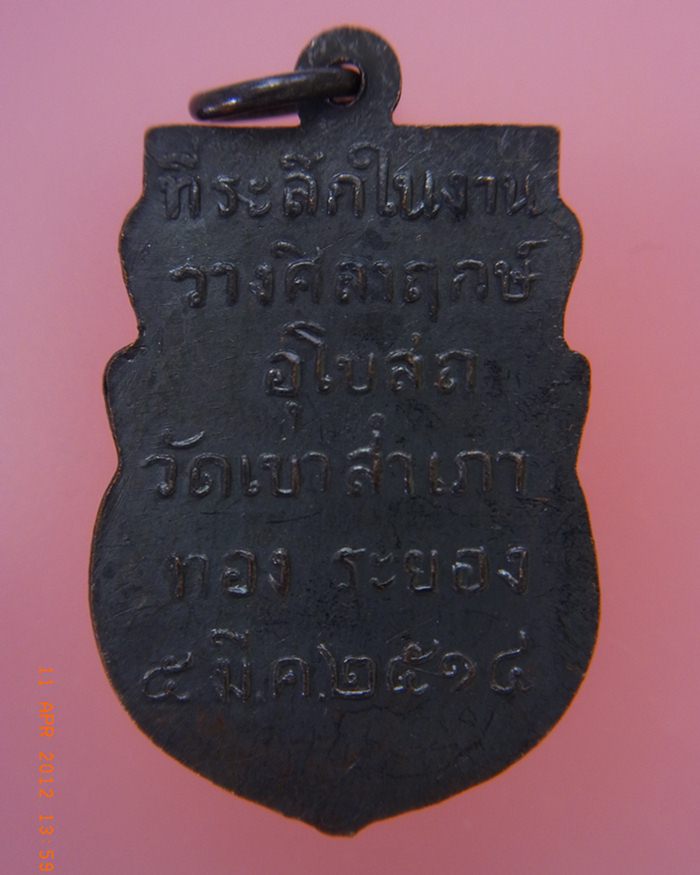 ที่ระลึกในงาน
วางศิลาฤกษ์
อุโบสถ
วัดเขาสำเภา
ทอง ระยอง
๕ มี.ค.๒๕๑๔
11 APR 2012 13:59